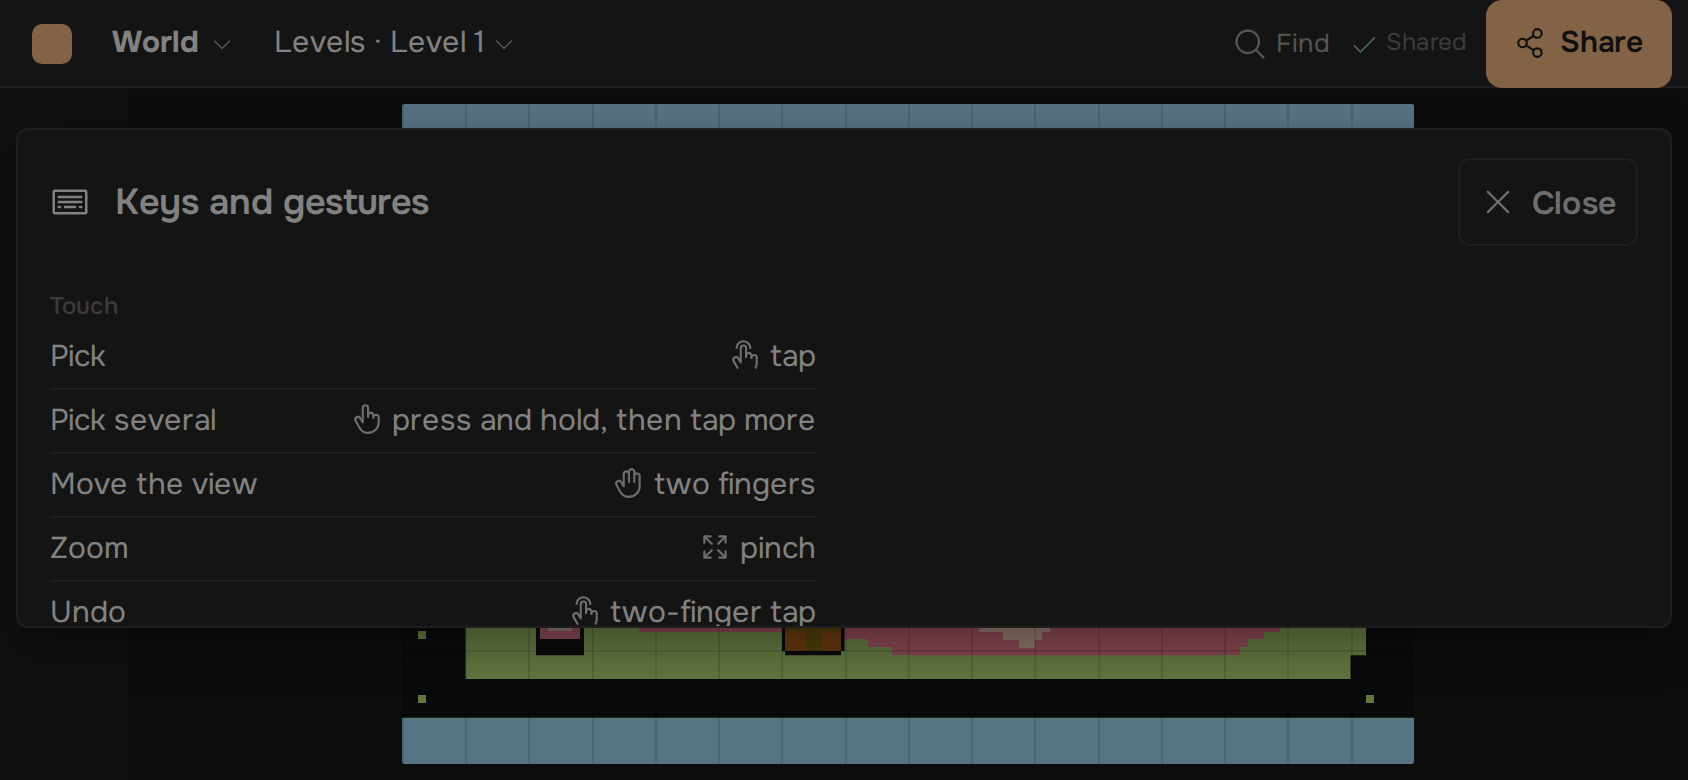 World
Levels · Level 1
Find
Shared
Share
Keys and gestures
Close
Touch
Pick
tap
Pick several
press and hold, then tap more
Move the view
two fingers
Zoom
pinch
Undo
two-finger tap